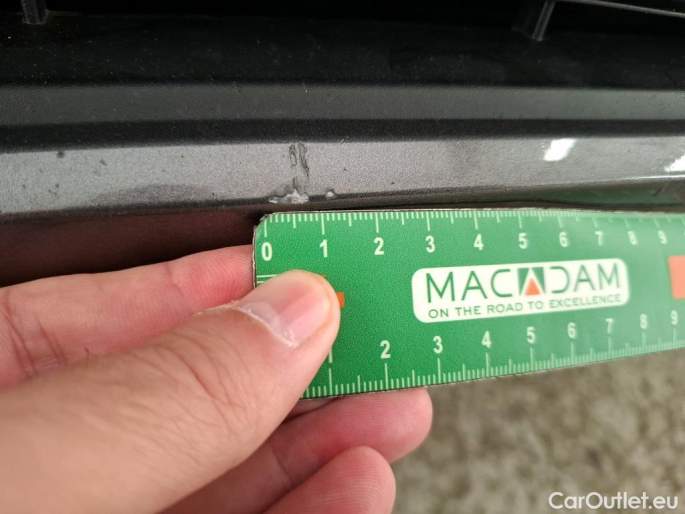 0 1 2 3 4 5 6 7 8 9
MACADAM
ON THE ROAD TO EXCELLENCE
2 3 4 5 6 7 8 9
CarOutlet.eu